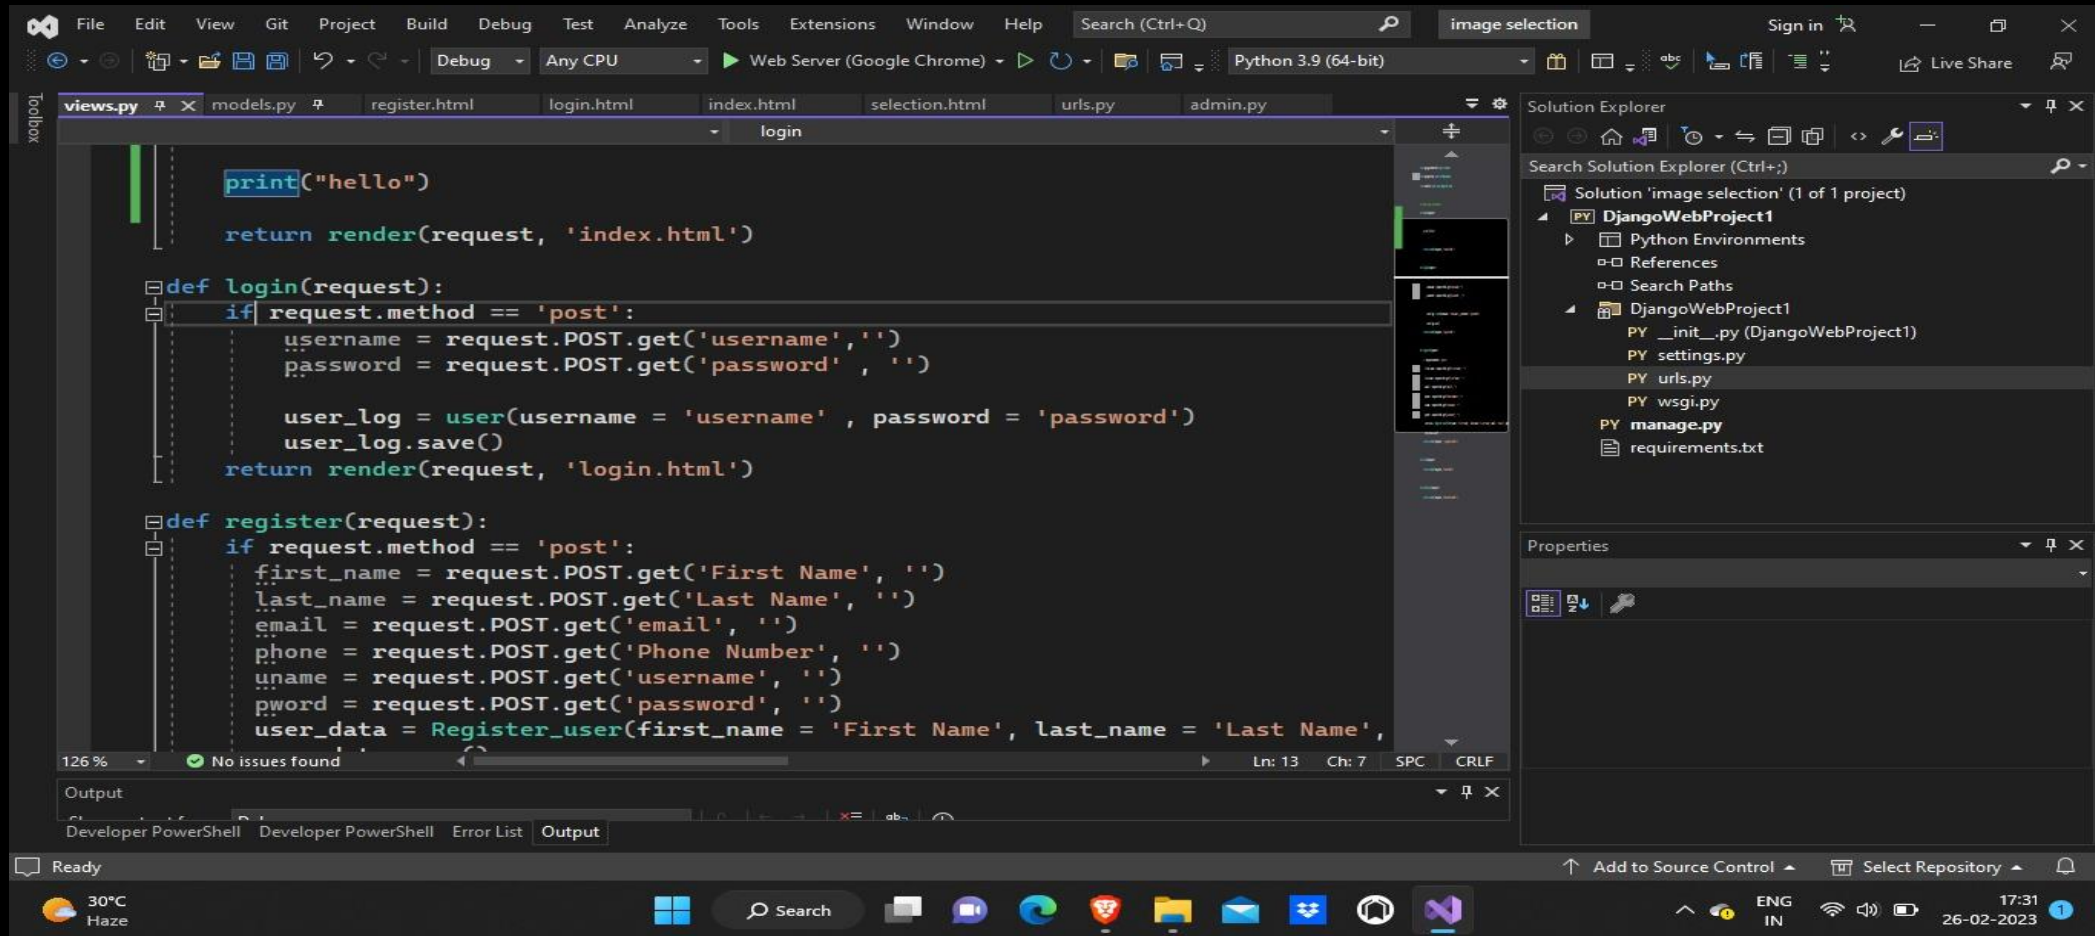 File Edit View Git Project Build Debug Test Analyze Tools Extensions Window Help Search (Ctrl+Q) image selection Sign in
Debug Any CPU Web Server (Google Chrome) Python 3.9 (64-bit) Live Share
Toolbox
views.py models.py register.html login.html index.html selection.html urls.py admin.py
login
print("hello")
return render(request, 'index.html')
def login(request):
if request.method == 'post':
username = request.POST.get('username','')
password = request.POST.get('password' , '')
user_log = user(username = 'username' , password = 'password')
user_log.save()
return render(request, 'login.html')
def register(request):
if request.method == 'post':
first_name = request.POST.get('First Name', '')
last_name = request.POST.get('Last Name', '')
email = request.POST.get('email', '')
phone = request.POST.get('Phone Number', '')
uname = request.POST.get('username', '')
pword = request.POST.get('password', '')
user_data = Register_user(first_name = 'First Name', last_name = 'Last Name',
126 % No issues found Ln: 13 Ch: 7 SPC CRLF
Output
Developer PowerShell Developer PowerShell Error List Output
Solution Explorer
Search Solution Explorer (Ctrl+;)
Solution 'image selection' (1 of 1 project)
PY DjangoWebProject1
Python Environments
References
Search Paths
DjangoWebProject1
PY __init__.py (DjangoWebProject1)
PY settings.py
PY urls.py
PY wsgi.py
PY manage.py
requirements.txt
Properties
Ready Add to Source Control Select Repository
30°C
Haze
Search
ENG
IN
17:31
26-02-2023
1